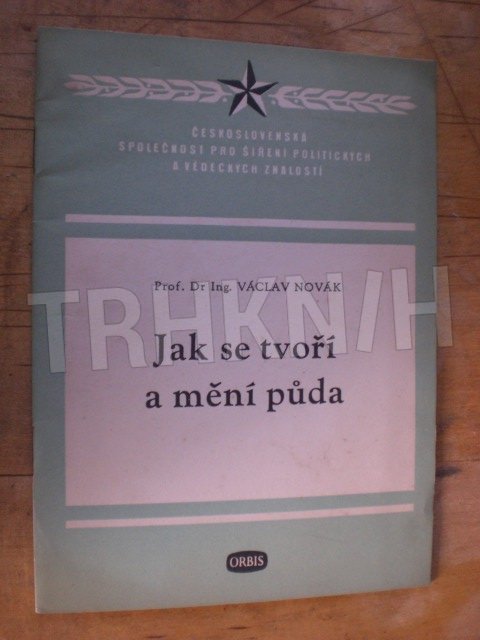 ČESKOSLOVENSKÁ
SPOLEČNOST PRO ŠÍŘENÍ POLITICKÝCH
A VĚDECKÝCH ZNALOSTÍ
Prof. Dr Ing. VÁCLAV NOVÁK
TRHKNIH
Jak se tvoří
a mění půda
ORBIS